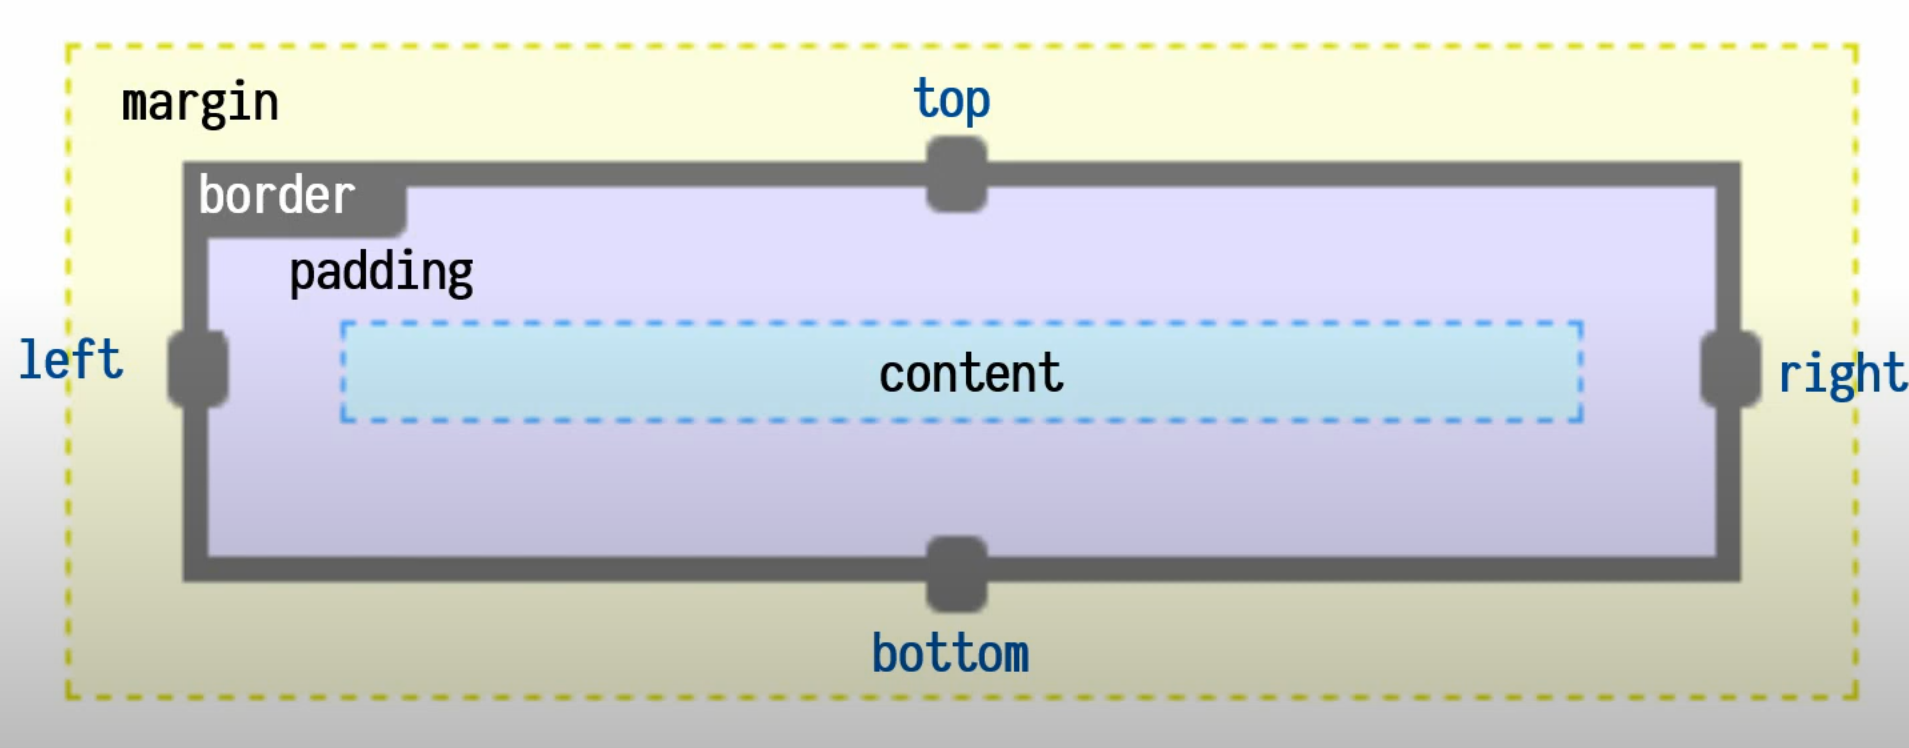 margin
top
border
padding
left
content
right
bottom